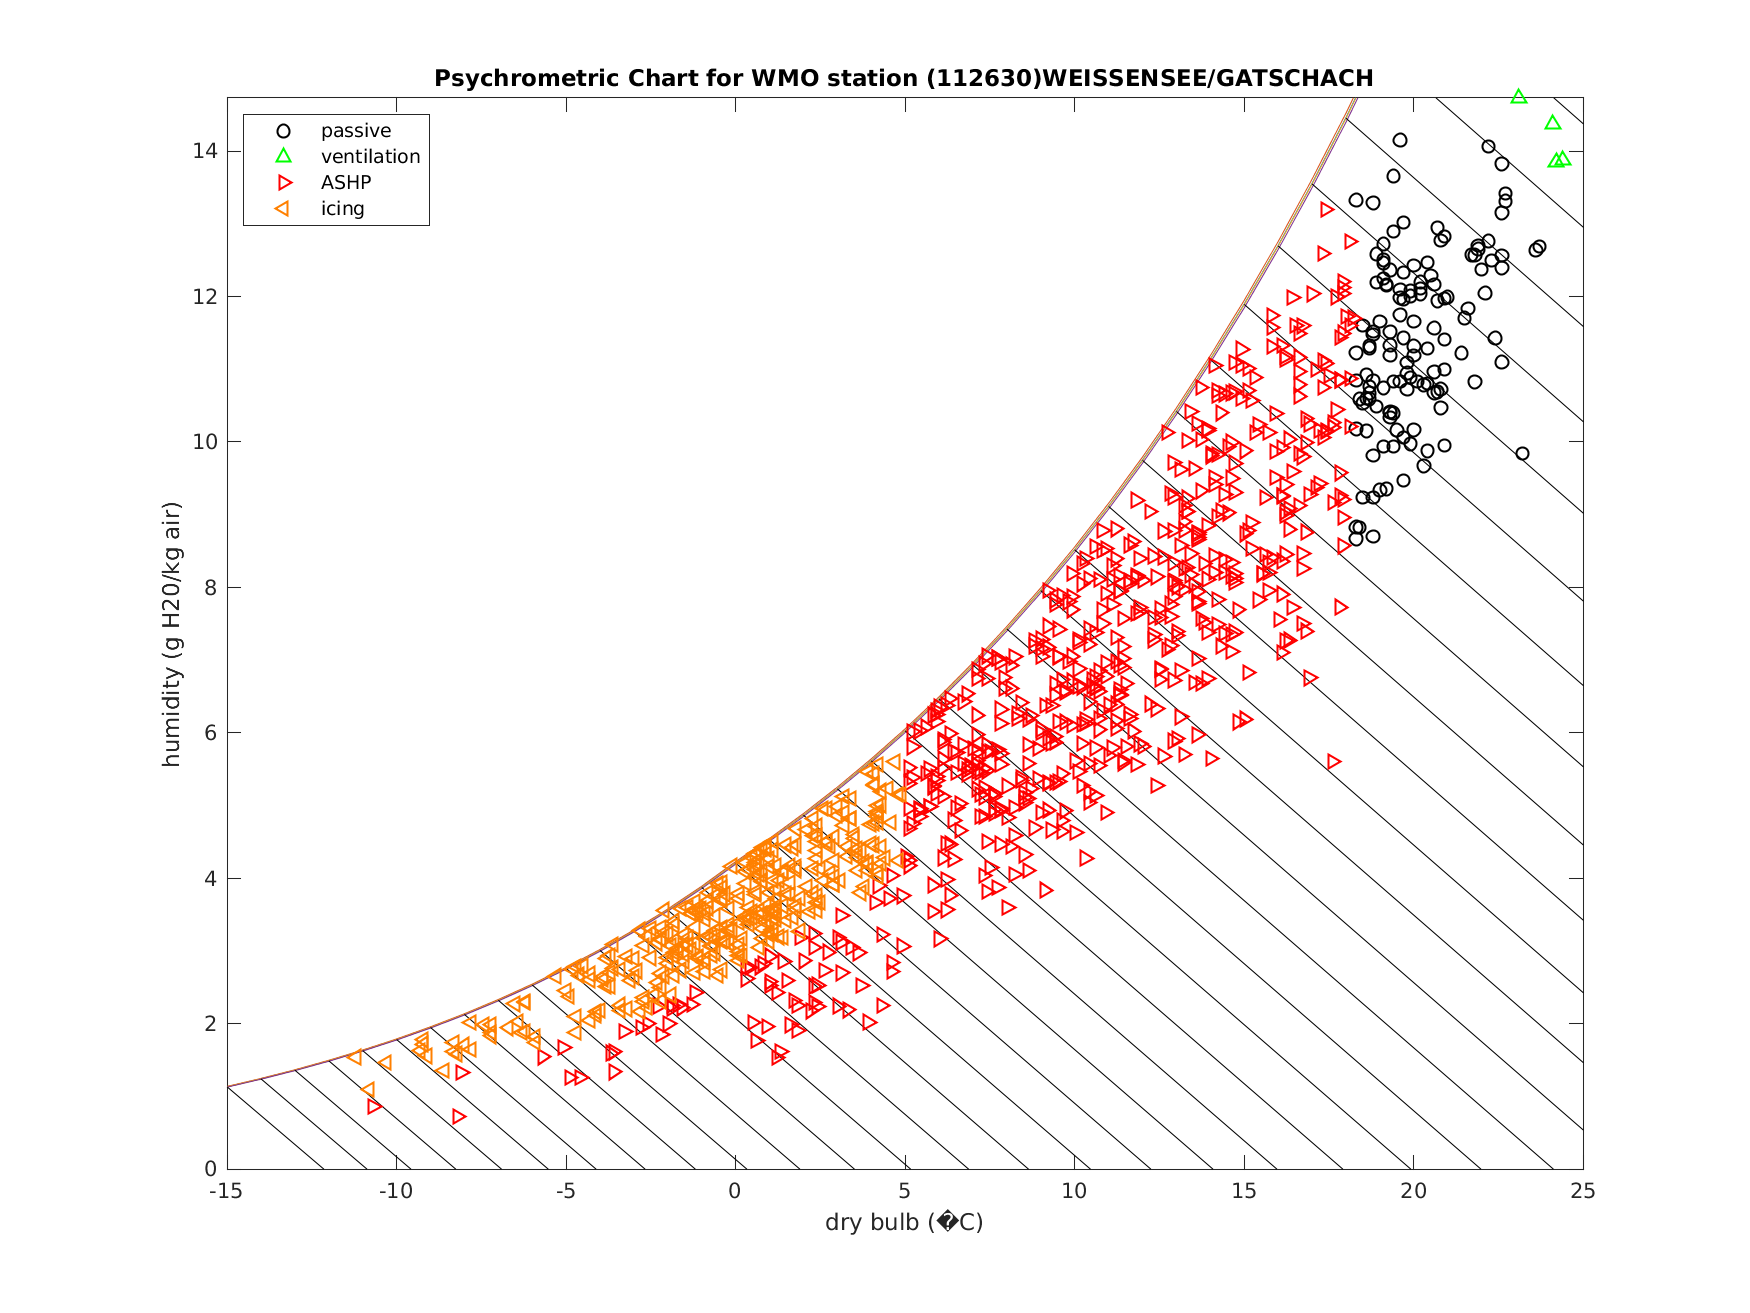 Psychrometric Chart for WMO station (112630)WEISSENSEE/GATSCHACH
passive
ventilation
ASHP
icing
humidity (g H20/kg air)
14
12
10
8
6
4
2
0
-15 -10 -5 0 5 10 15 20 25
dry bulb (�C)